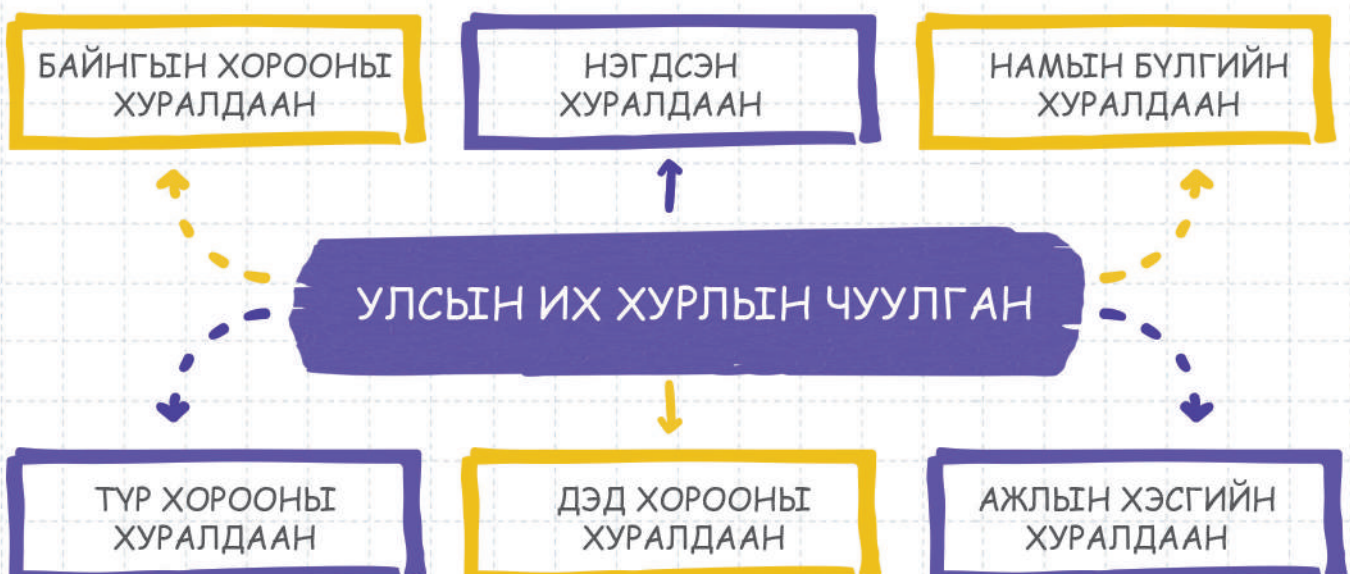 БАЙНГЫН ХОРООНЫ
ХУРАЛДААН
НЭГДСЭН
ХУРАЛДААН
НАМЫН БҮЛГИЙН
ХУРАЛДААН
УЛСЫН ИХ ХУРЛЫН ЧУУЛГАН
ТҮР ХОРООНЫ
ХУРАЛДААН
ДЭД ХОРООНЫ
ХУРАЛДААН
АЖЛЫН ХЭСГИЙН
ХУРАЛДААН